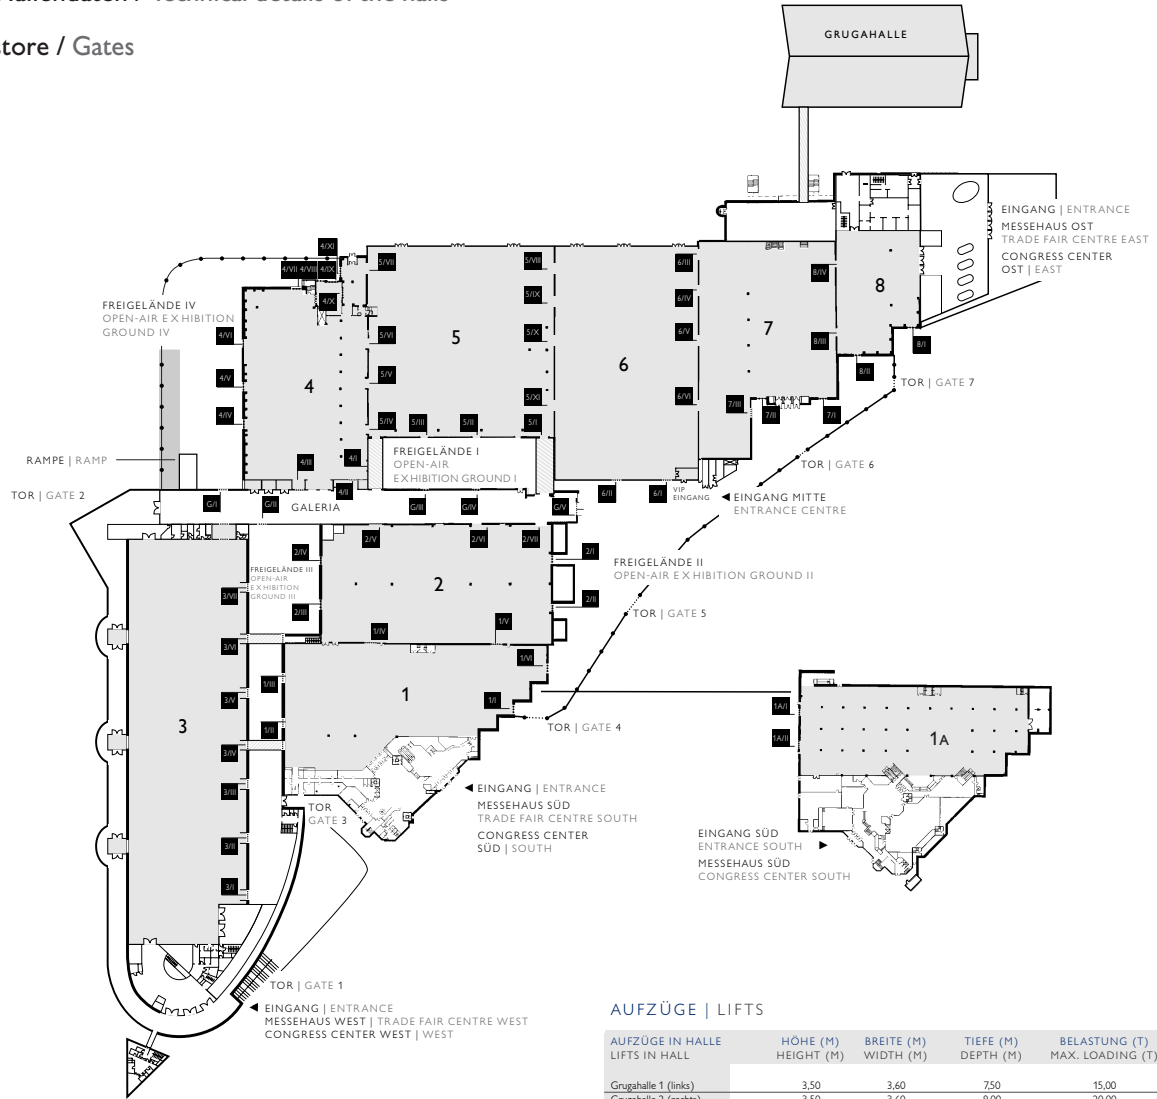 Technical details of the halls
tore / Gates
GRUGAHALLE
EINGANG | ENTRANCE
MESSEHAUS OST
TRADE FAIR CENTRE EAST
CONGRESS CENTER
OST | EAST
4/XI
4/VII 4/VIII 4/IX
4/X
5/VII
5/VIII
6/III
8/IV
8
FREIGELÄNDE IV
OPEN-AIR EXHIBITION
GROUND IV
5/IX
6/IV
4/VI
5/VI
5
5/X
6/V
7
8/III
8/I
4/V
4
5/V
6
8/II
TOR | GATE 7
4/IV
5/IV
5/III
5/II
5/XI
5/I
6/VI
7/III
7/II
7/I
RAMPE | RAMP
4/III
4/I
FREIGELÄNDE I
OPEN-AIR
EXHIBITION GROUND I
TOR | GATE 6
TOR | GATE 2
G/I
G/II
GALERIA
4/II
G/III
G/IV
G/V
6/II
6/I
VIP
EINGANG
EINGANG MITTE
ENTRANCE CENTRE
2/IV
2/V
2/VI
2/VII
2/I
FREIGELÄNDE III
OPEN-AIR
EXHIBITION
GROUND III
2
FREIGELÄNDE II
OPEN-AIR EXHIBITION GROUND II
3/VII
2/III
2/II
TOR | GATE 5
3/VI
1/IV
1/V
1/VI
3
3/V
1/III
1
1/I
1/II
TOR | GATE 4
1A/I
1A/II
1A
3/IV
3/III
3/II
3/I
TOR
GATE 3
EINGANG | ENTRANCE
MESSEHAUS SÜD
TRADE FAIR CENTRE SOUTH
CONGRESS CENTER
SÜD | SOUTH
EINGANG SÜD
ENTRANCE SOUTH
MESSEHAUS SÜD
CONGRESS CENTER SOUTH
TOR | GATE 1
EINGANG | ENTRANCE
MESSEHAUS WEST | TRADE FAIR CENTRE WEST
CONGRESS CENTER WEST | WEST
AUFZÜGE | LIFTS
AUFZÜGE IN HALLE HÖHE (M) BREITE (M) TIEFE (M) BELASTUNG (T)
LIFTS IN HALL HEIGHT (M) WIDTH (M) DEPTH (M) MAX. LOADING (T)
Grugahalle 1 (links) 3,50 3,60 7,50 15,00